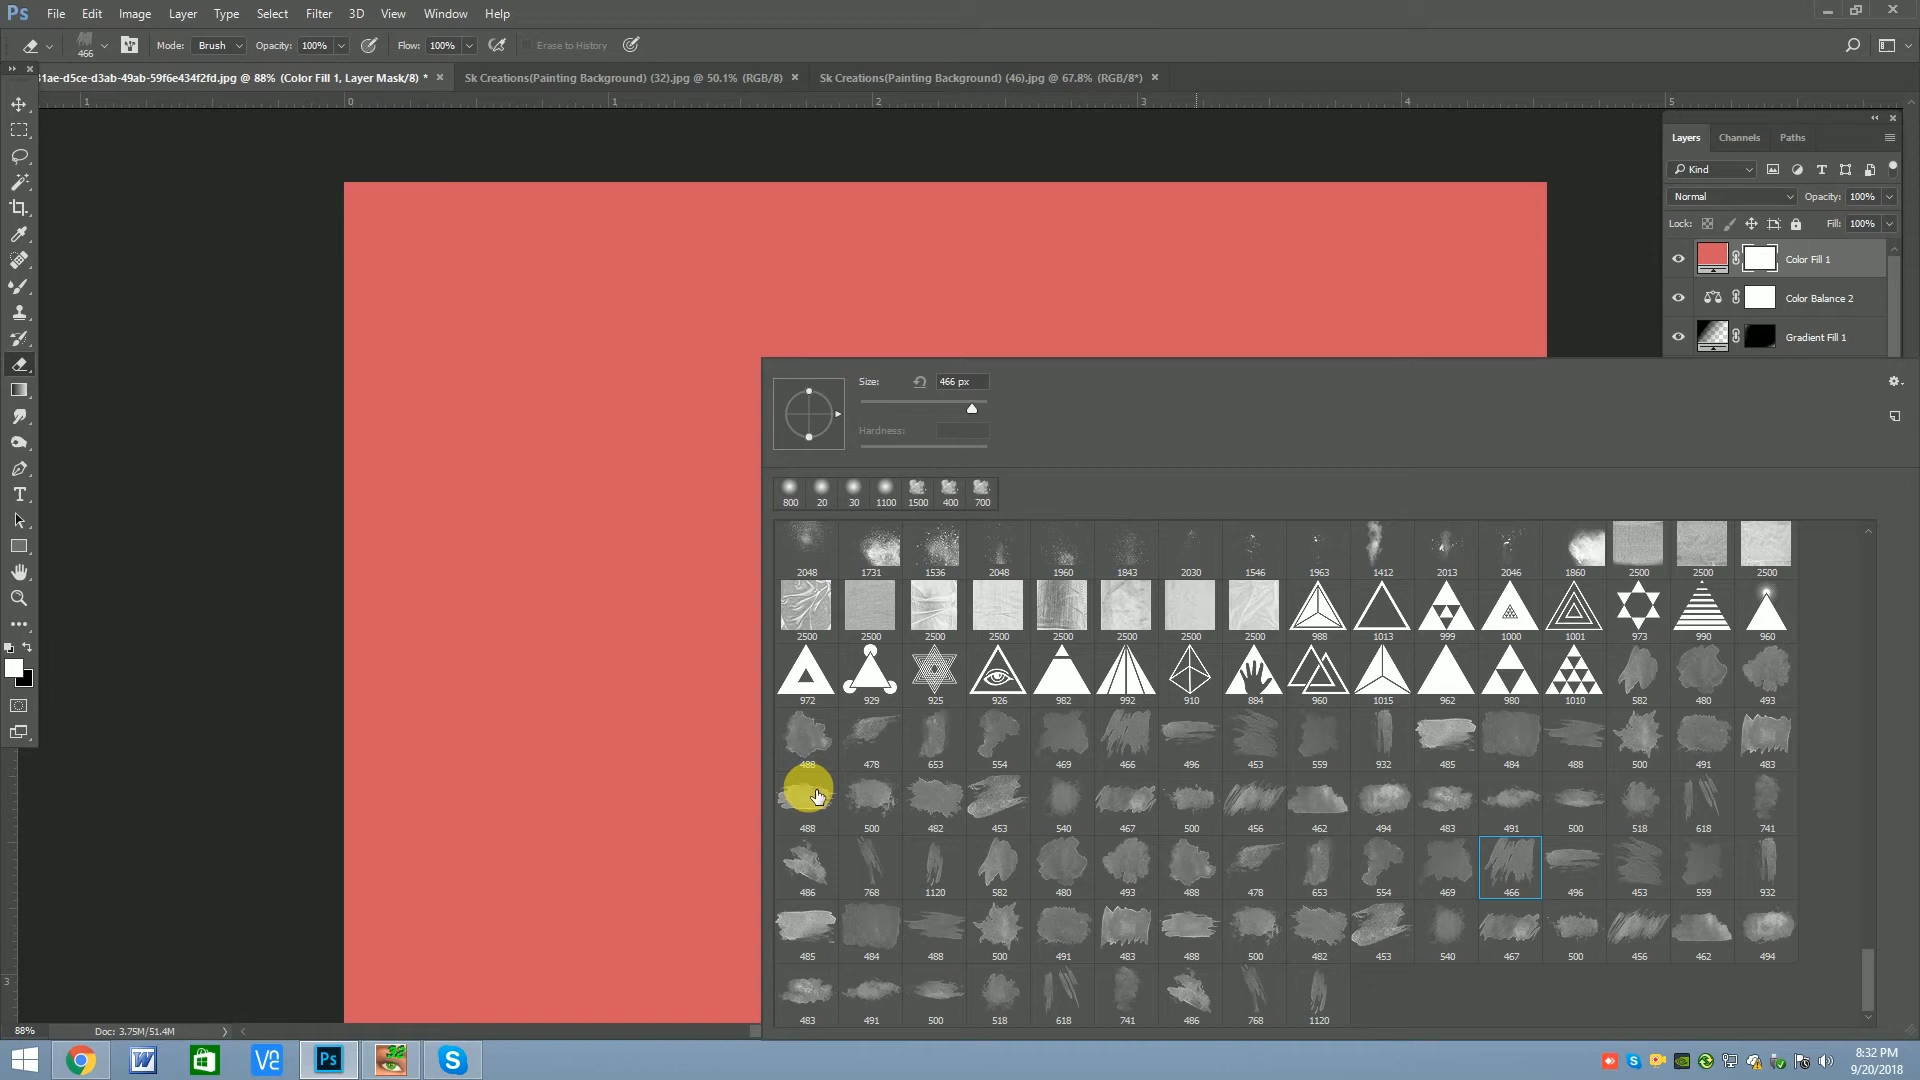 Ps File Edit Image Layer Type Select Filter 3D View Window Help
466 Mode: Brush Opacity: 100% Flow: 100% Erase to History
31ae-d5ce-d3ab-49ab-59f6e434f2fd.jpg @ 88% (Color Fill 1, Layer Mask/8) * × Sk Creations(Painting Background) (32).jpg @ 50.1% (RGB/8) × Sk Creations(Painting Background) (46).jpg @ 67.8% (RGB/8*) ×
1 0 1 2 3 4 5
Layers Channels Paths
Kind
Normal Opacity: 100%
Lock: Fill: 100%
Color Fill 1
Color Balance 2
Gradient Fill 1
Size: 466 px
Hardness:
800 20 30 1100 1500 400 700
2048 1731 1536 2048 1960 1843 2030 1546 1963 1412 2013 2046 1860 2500 2500 2500
2500 2500 2500 2500 2500 2500 2500 2500 988 1013 999 1000 1001 973 990 960
972 929 925 926 982 992 910 884 960 1015 962 980 1010 582 480 493
488 478 653 554 469 466 496 453 559 932 485 484 488 500 491 483
488 500 482 453 540 467 500 456 462 494 483 491 500 518 618 741
486 768 1120 582 480 493 488 478 653 554 469 466 496 453 559 932
485 484 488 500 491 483 488 500 482 453 540 467 500 456 462 494
483 491 500 518 618 741 486 768 1120
3
88% Doc: 3.75M/51.4M
8:32 PM
9/20/2018